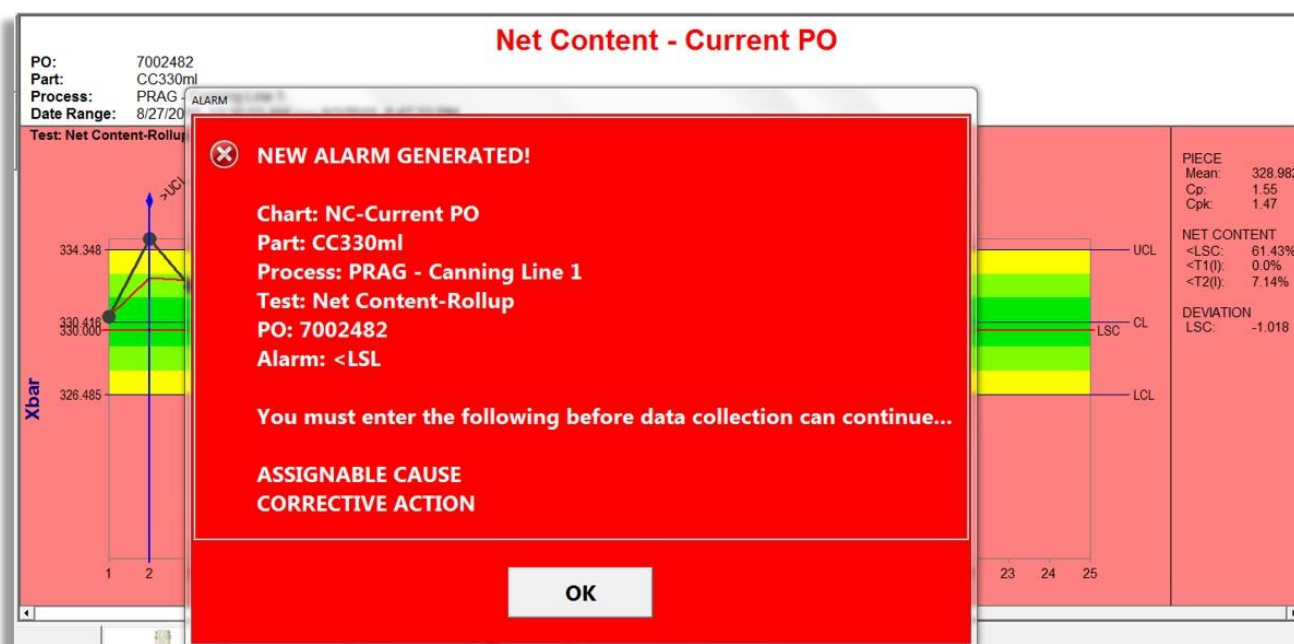 Net Content - Current PO
PO: 7002482
Part: CC330ml
Process: PRAG -
Date Range: 8/27/20
Test: Net Content-Rollup
>UCL
334.348
330.416
330.000
326.485
Xbar
1 2
ALARM
NEW ALARM GENERATED!
Chart: NC-Current PO
Part: CC330ml
Process: PRAG - Canning Line 1
Test: Net Content-Rollup
PO: 7002482
Alarm: <LSL
You must enter the following before data collection can continue...
ASSIGNABLE CAUSE
CORRECTIVE ACTION
OK
UCL
CL
LSC
LCL
23 24 25
PIECE
Mean: 328.982
Cp: 1.55
Cpk: 1.47
NET CONTENT
<LSC: 61.43%
<T1(I): 0.0%
<T2(I): 7.14%
DEVIATION
LSC: -1.018